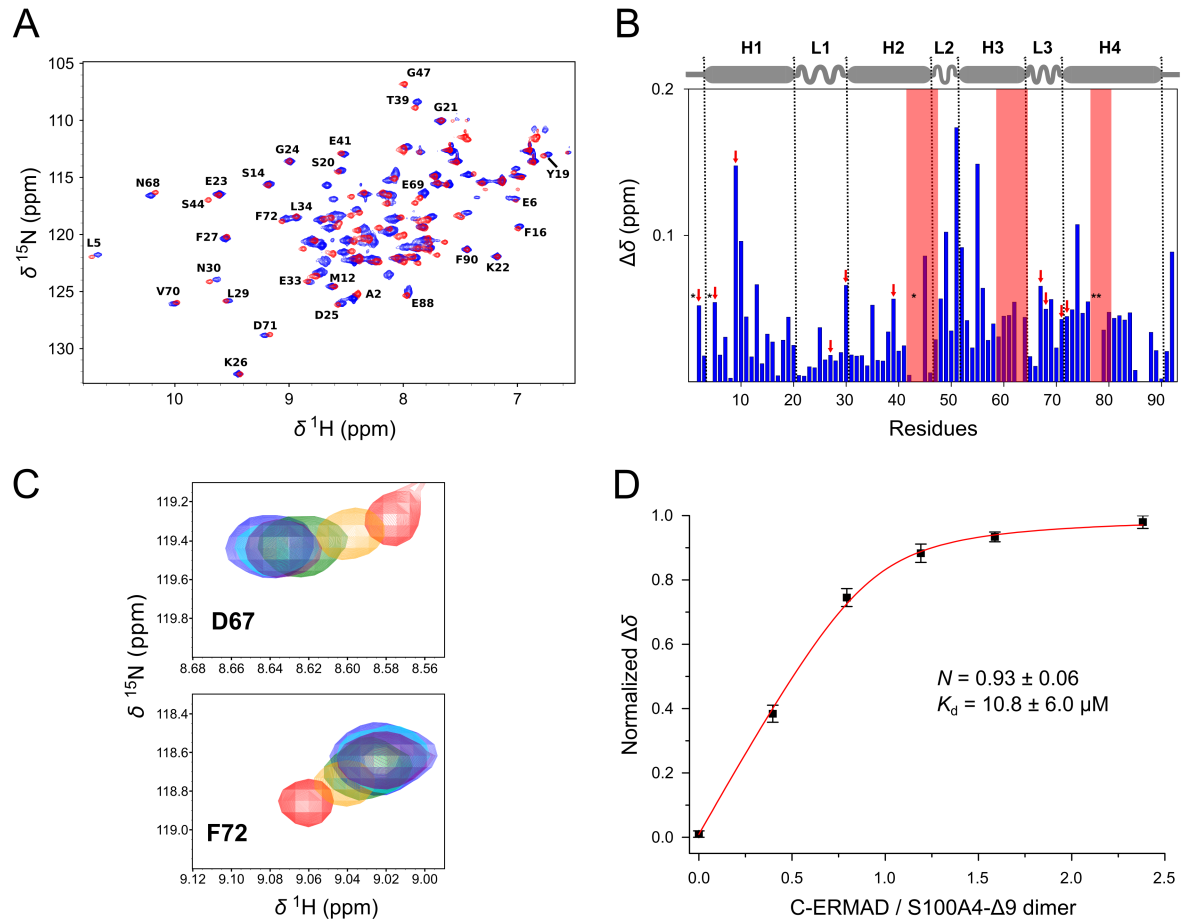 A
105
110
115
120
125
130
10
9
8
7
δ ¹⁵N (ppm)
δ ¹H (ppm)
G47
T39
G21
E41
G24
S20
S14
Y19
N68
E23
E69
S44
L34
E6
F72
F16
L5
F27
F90
K22
N30
M12
E33
A2
V70
L29
E88
D25
D71
K26
B
H1 L1 H2 L2 H3 L3 H4
0.2
0.1
Δδ (ppm)
* * * **
10 20 30 40 50 60 70 80 90
Residues
C
119.2
119.4
119.6
119.8
D67
8.68 8.66 8.64 8.62 8.60 8.58 8.56
δ ¹⁵N (ppm)
118.4
118.6
118.8
119.0
F72
9.12 9.10 9.08 9.06 9.04 9.02 9.00
δ ¹H (ppm)
D
1.0
0.8
0.6
0.4
0.2
0.0
Normalized Δδ
N = 0.93 ± 0.06
Kd = 10.8 ± 6.0 μM
0.0 0.5 1.0 1.5 2.0 2.5
C-ERMAD / S100A4-Δ9 dimer